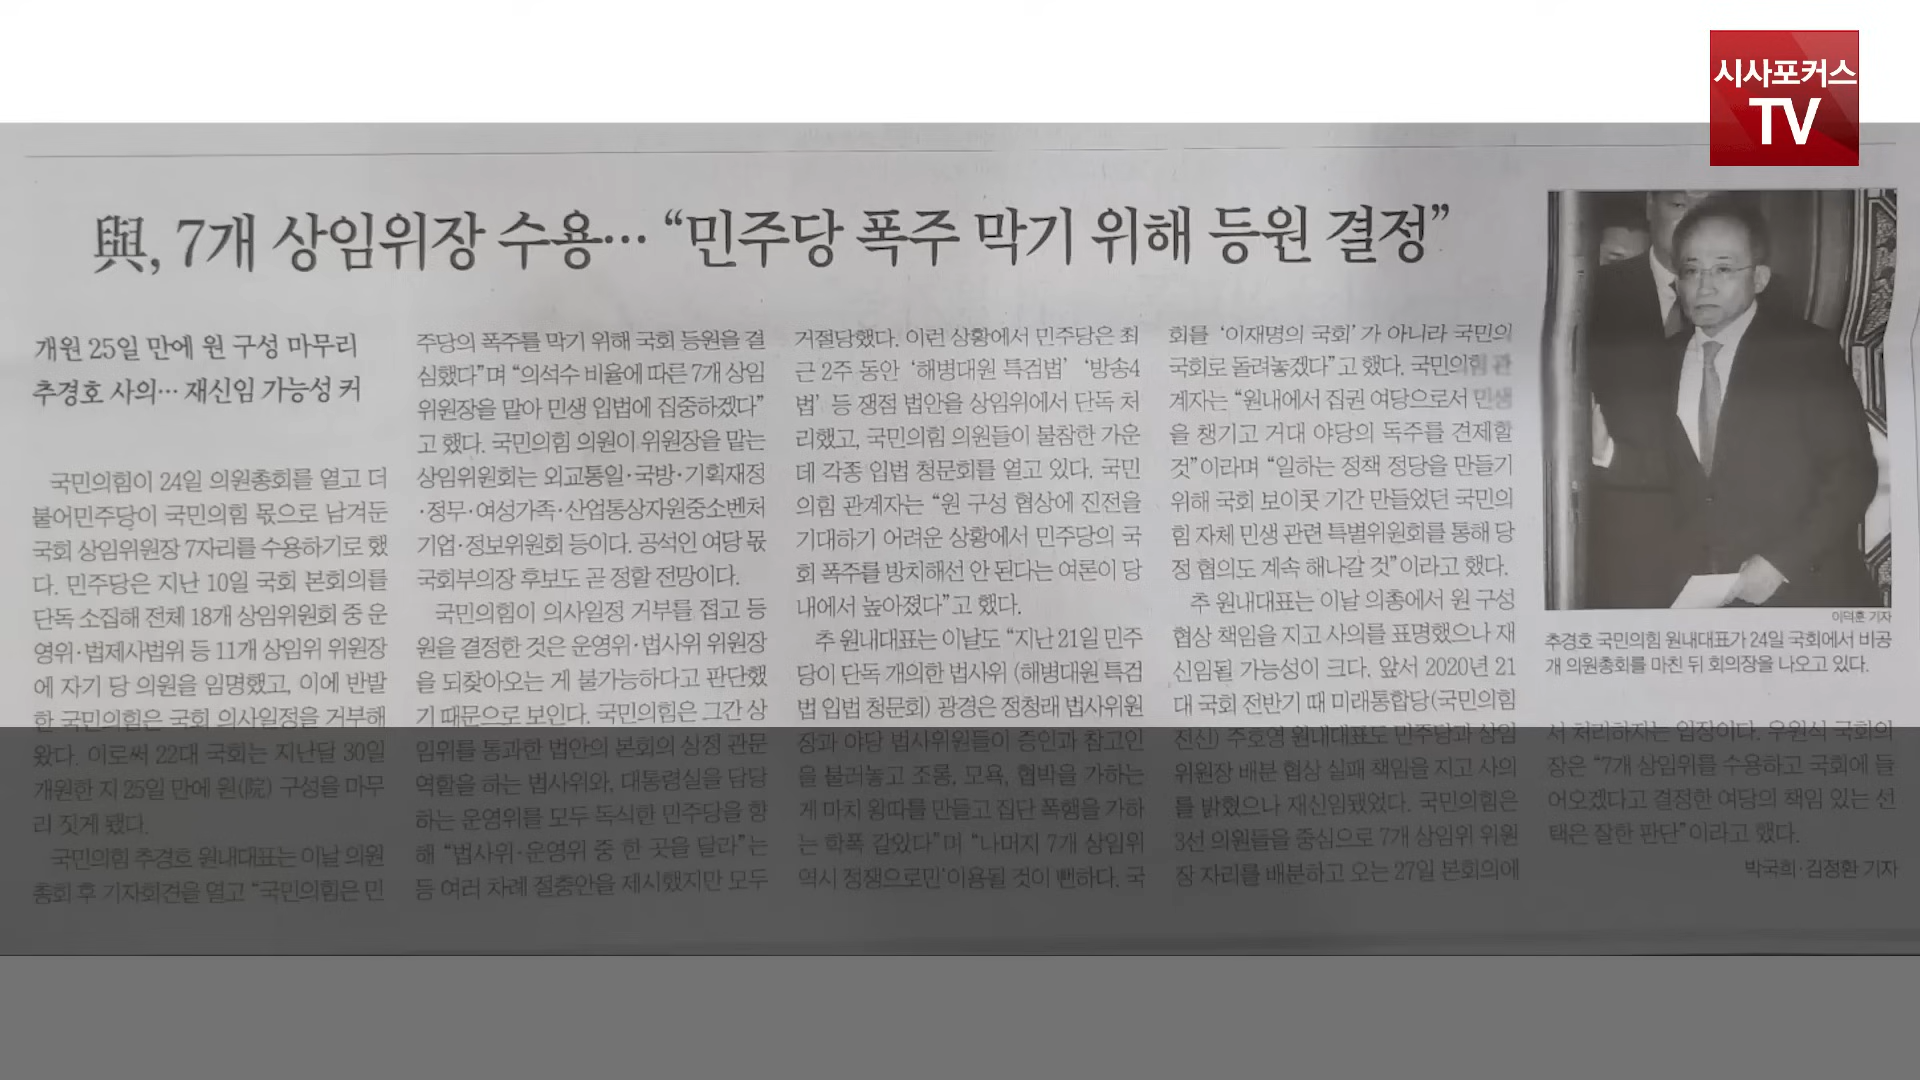 시사포커스
TV
與, 7개 상임위장 수용… “민주당 폭주 막기 위해 등원 결정”
개원 25일 만에 원 구성 마무리
추경호 사의… 재신임 가능성 커
국민의힘이 24일 의원총회를 열고 더
불어민주당이 국민의힘 몫으로 남겨둔
국회 상임위원장 7자리를 수용하기로 했
다. 민주당은 지난 10일 국회 본회의를
단독 소집해 전체 18개 상임위원회 중 운
영위·법제사법위 등 11개 상임위 위원장
에 자기 당 의원을 임명했고, 이에 반발
한 국민의힘은 국회 의사일정을 거부해
왔다. 이로써 22대 국회는 지난달 30일
개원한 지 25일 만에 원(院) 구성을 마무
리 짓게 됐다.
국민의힘 추경호 원내대표는 이날 의원
총회 후 기자회견을 열고 “국민의힘은 민
주당의 폭주를 막기 위해 국회 등원을 결
심했다”며 “의석수 비율에 따른 7개 상임
위원장을 맡아 민생 입법에 집중하겠다”
고 했다. 국민의힘 의원이 위원장을 맡는
상임위원회는 외교통일·국방·기획재정
·정무·여성가족·산업통상자원중소벤처
기업·정보위원회 등이다. 공석인 여당 몫
국회부의장 후보도 곧 정할 전망이다.
국민의힘이 의사일정 거부를 접고 등
원을 결정한 것은 운영위·법사위 위원장
을 되찾아오는 게 불가능하다고 판단했
기 때문으로 보인다. 국민의힘은 그간 상
임위를 통과한 법안의 본회의 상정 관문
역할을 하는 법사위와, 대통령실을 담당
하는 운영위를 모두 독식한 민주당을 향
해 “법사위·운영위 중 한 곳을 달라”는
등 여러 차례 절충안을 제시했지만 모두
거절당했다. 이런 상황에서 민주당은 최
근 2주 동안 ‘해병대원 특검법’ ‘방송4
법’ 등 쟁점 법안을 상임위에서 단독 처
리했고, 국민의힘 의원들이 불참한 가운
데 각종 입법 청문회를 열고 있다. 국민
의힘 관계자는 “원 구성 협상에 진전을
기대하기 어려운 상황에서 민주당의 국
회 폭주를 방치해선 안 된다는 여론이 당
내에서 높아졌다”고 했다.
추 원내대표는 이날도 “지난 21일 민주
당이 단독 개의한 법사위 (해병대원 특검
법 입법 청문회) 광경은 정청래 법사위원
장과 야당 법사위원들이 증인과 참고인
을 불러놓고 조롱, 모욕, 협박을 가하는
게 마치 왕따를 만들고 집단 폭행을 가하
는 학폭 같았다”며 “나머지 7개 상임위
역시 정쟁으로만 이용될 것이 뻔하다. 국
회를 ‘이재명의 국회’가 아니라 국민의
국회로 돌려놓겠다”고 했다. 국민의힘 관
계자는 “원내에서 집권 여당으로서 민생
을 챙기고 거대 야당의 독주를 견제할
것”이라며 “일하는 정책 정당을 만들기
위해 국회 보이콧 기간 만들었던 국민의
힘 자체 민생 관련 특별위원회를 통해 당
정 협의도 계속 해나갈 것”이라고 했다.
추 원내대표는 이날 의총에서 원 구성
협상 책임을 지고 사의를 표명했으나 재
신임될 가능성이 크다. 앞서 2020년 21
대 국회 전반기 때 미래통합당(국민의힘
전신) 주호영 원내대표도 민주당과 상임
위원장 배분 협상 실패 책임을 지고 사의
를 밝혔으나 재신임됐었다. 국민의힘은
3선 의원들을 중심으로 7개 상임위 위원
장 자리를 배분하고 오는 27일 본회의에
이덕훈 기자
추경호 국민의힘 원내대표가 24일 국회에서 비공
개 의원총회를 마친 뒤 회의장을 나오고 있다.
서 처리하자는 입장이다. 우원식 국회의
장은 “7개 상임위를 수용하고 국회에 들
어오겠다고 결정한 여당의 책임 있는 선
택은 잘한 판단”이라고 했다.
박국희·김정환 기자